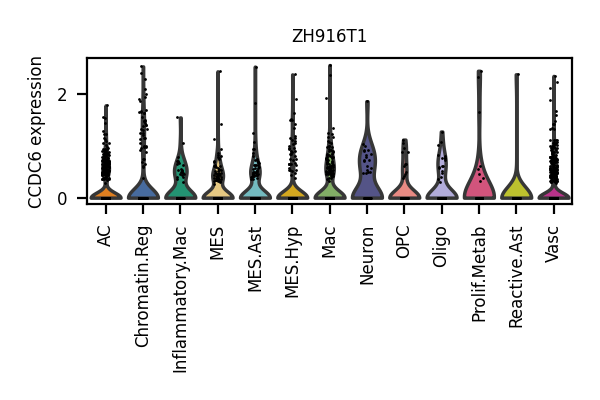 ZH916T1
CCDC6 expression
2
0
AC
Chromatin.Reg
Inflammatory.Mac
MES
MES.Ast
MES.Hyp
Mac
Neuron
OPC
Oligo
Prolif.Metab
Reactive.Ast
Vasc